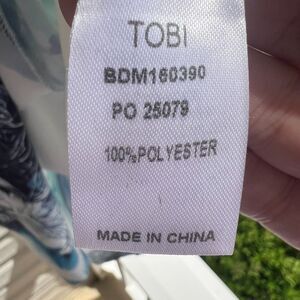 TOBI
BDM160390
PO 25079
100%POLYESTER
MADE IN CHINA